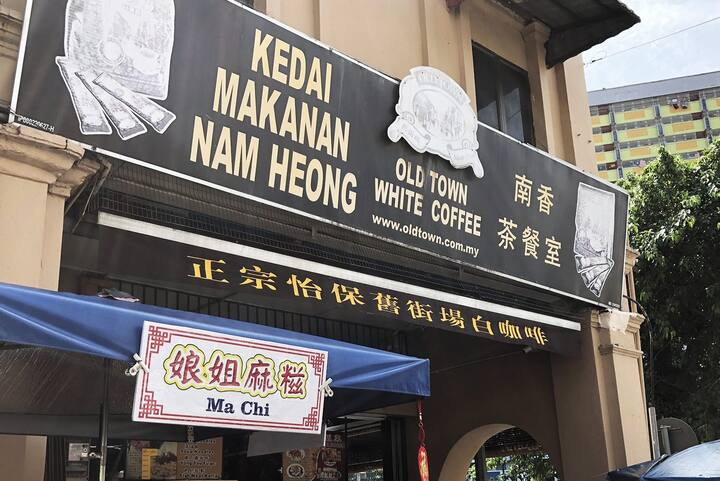 KEDAI
MAKANAN
NAM HEONG
OLD TOWN
WHITE COFFEE
www.oldtown.com.my
南香
茶餐室
正宗怡保舊街場白咖啡
娘姐麻糍
Ma Chi